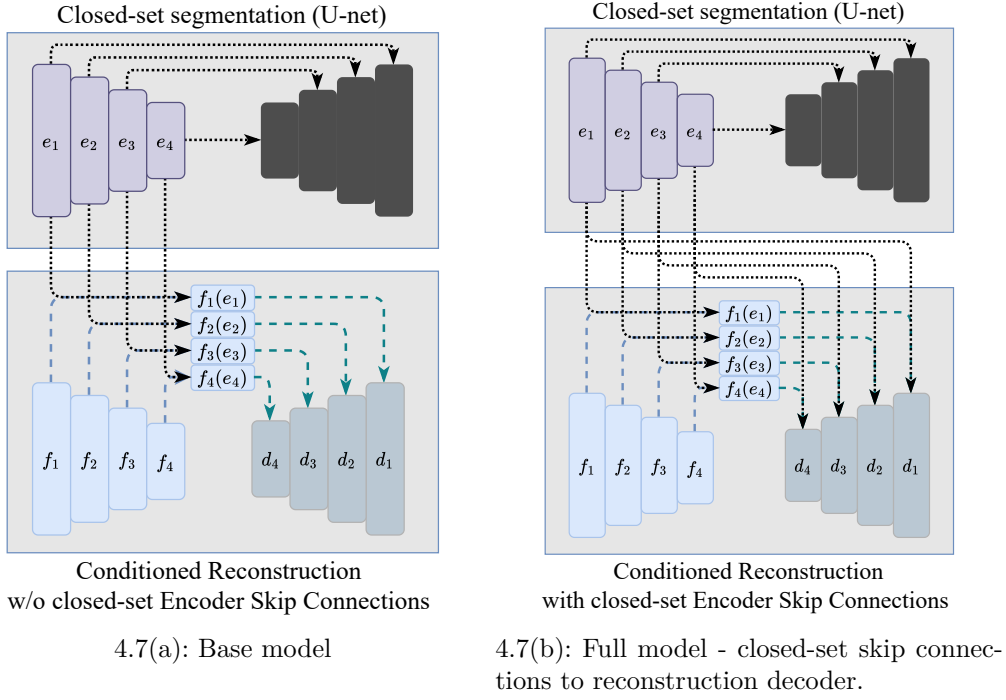 Closed-set segmentation (U-net)
e₁
e₂
e₃
e₄
f₁(e₁)
f₂(e₂)
f₃(e₃)
f₄(e₄)
f₁
f₂
f₃
f₄
d₄
d₃
d₂
d₁
Conditioned Reconstruction
w/o closed-set Encoder Skip Connections
4.7(a): Base model
Closed-set segmentation (U-net)
e₁
e₂
e₃
e₄
f₁(e₁)
f₂(e₂)
f₃(e₃)
f₄(e₄)
f₁
f₂
f₃
f₄
d₄
d₃
d₂
d₁
Conditioned Reconstruction
with closed-set Encoder Skip Connections
4.7(b): Full model - closed-set skip connec-
tions to reconstruction decoder.